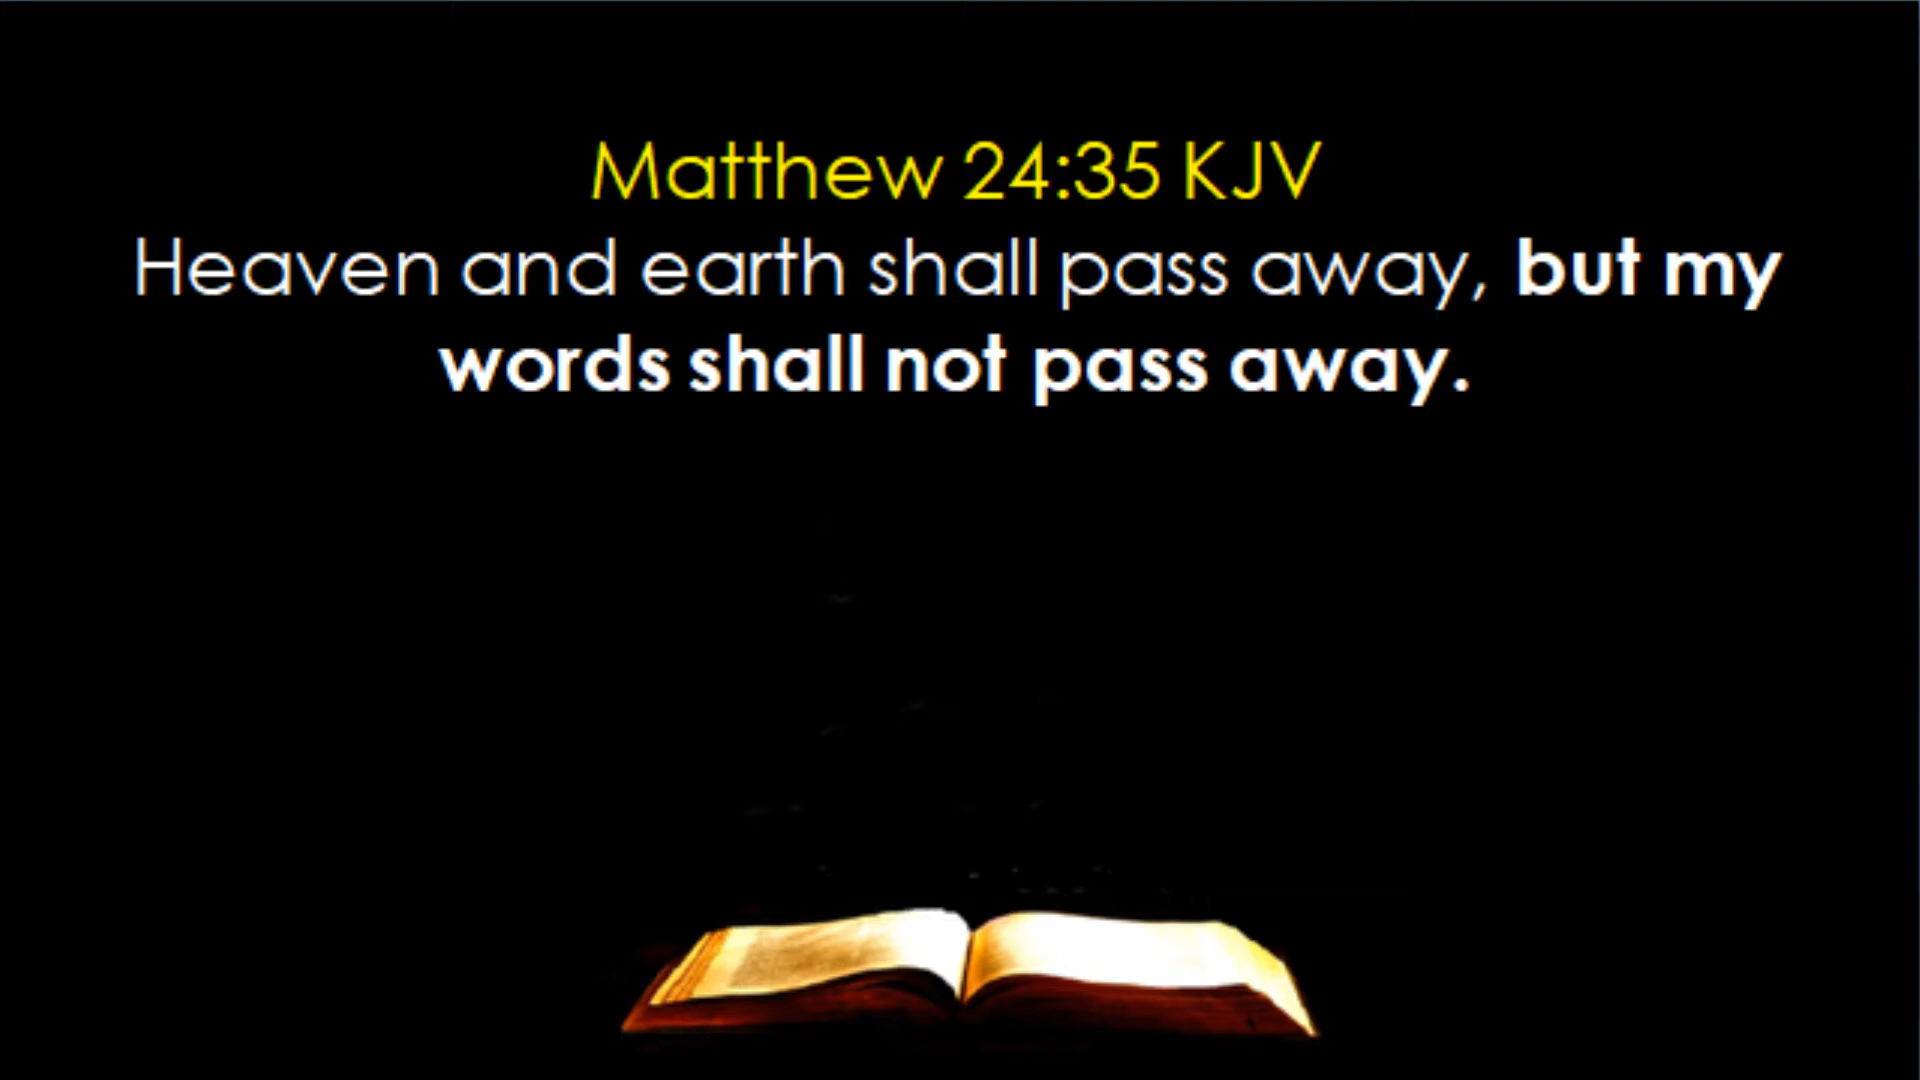 Matthew 24:35 KJV
Heaven and earth shall pass away, but my
words shall not pass away.